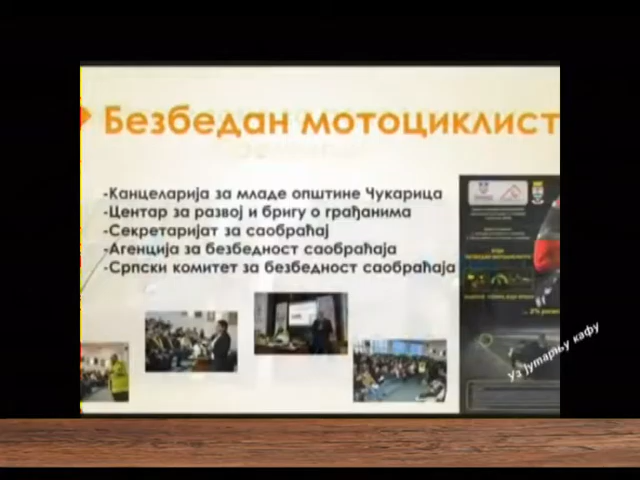 Безбедан мотоциклист
-Канцеларија за младе општине Чукарица
-Центар за развој и бригу о грађанима
-Секретаријат за саобраћај
-Агенција за безбедност саобраћаја
-Српски комитет за безбедност саобраћаја
Уз јутарњу кафу